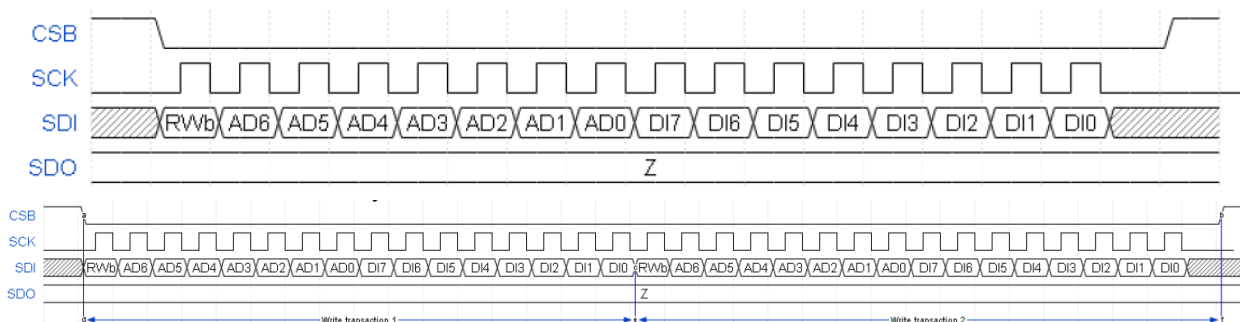 CSB
SCK
SDI RWb AD6 AD5 AD4 AD3 AD2 AD1 AD0 DI7 DI6 DI5 DI4 DI3 DI2 DI1 DI0
SDO Z
CSB a b
SCK
SDI RWb AD6 AD5 AD4 AD3 AD2 AD1 AD0 DI7 DI6 DI5 DI4 DI3 DI2 DI1 DI0 RWb AD6 AD5 AD4 AD3 AD2 AD1 AD0 DI7 DI6 DI5 DI4 DI3 DI2 DI1 DI0
SDO Z
Write transaction 1 Write transaction 2